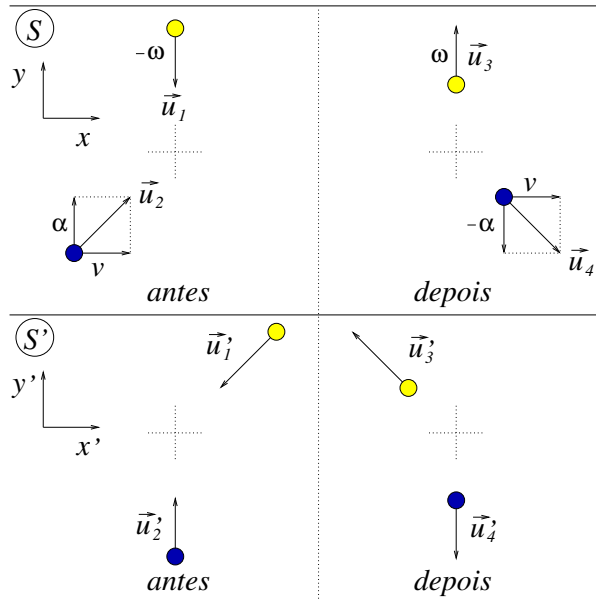 S
-ω
u⃗₁
y
x
α
v
u⃗₂
antes
ω
u⃗₃
v
-α
u⃗₄
depois
S'
y'
x'
u⃗₁'
u⃗₂'
antes
u⃗₃'
u⃗₄'
depois